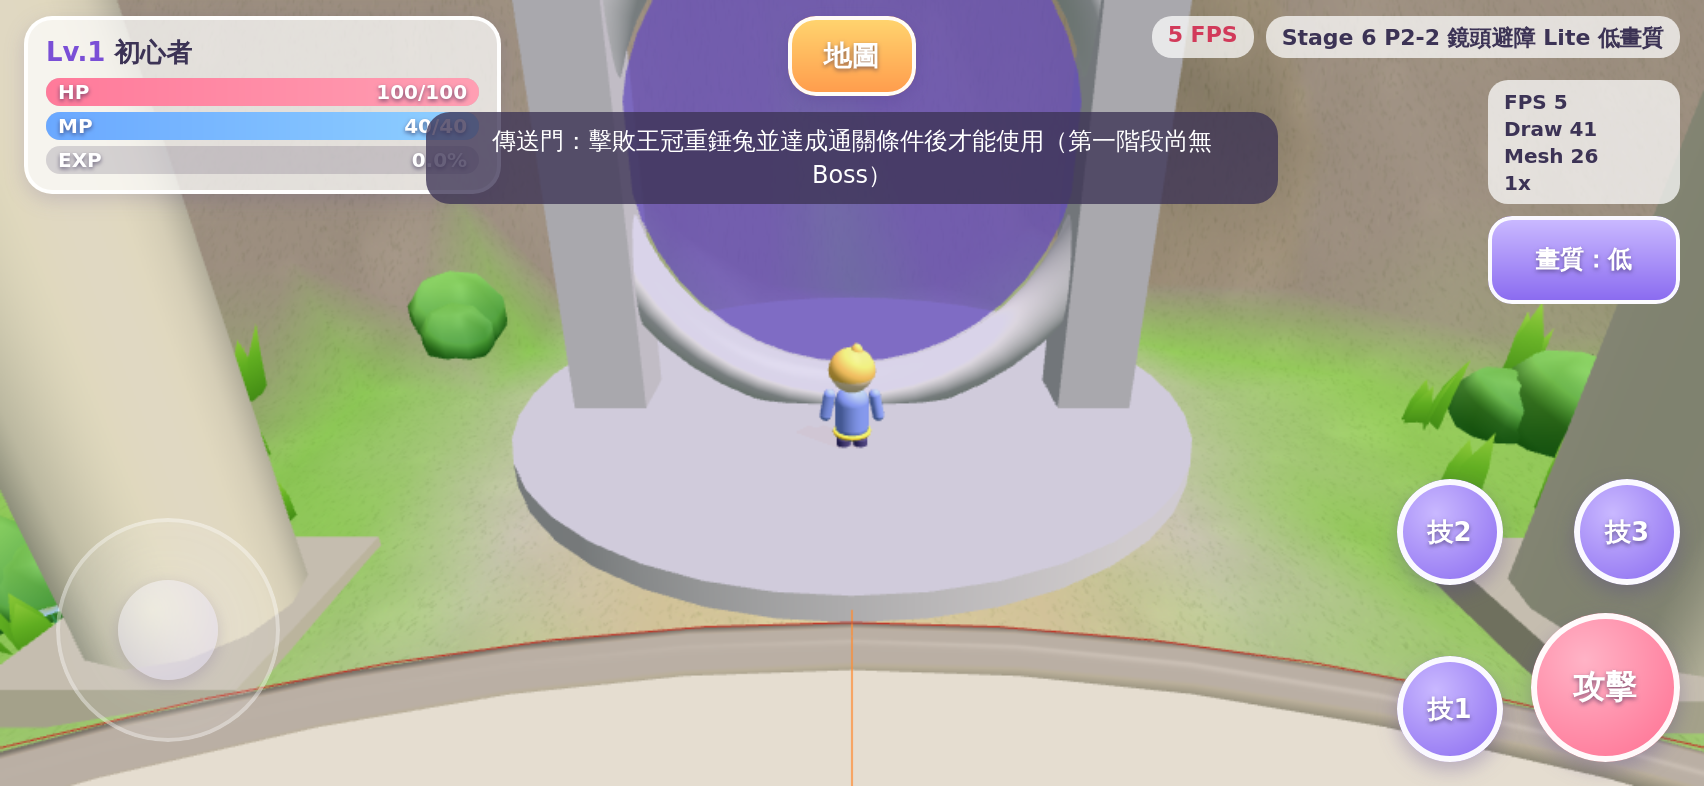 Lv.1 初心者
HP 100/100
MP 40/40
EXP 0.0%
地圖
5 FPS
Stage 6 P2-2 鏡頭避障 Lite 低畫質
傳送門：擊敗王冠重錘兔並達成通關條件後才能使用（第一階段尚無
Boss）
FPS 5
Draw 41
Mesh 26
1x
畫質：低
技2
技3
技1
攻擊